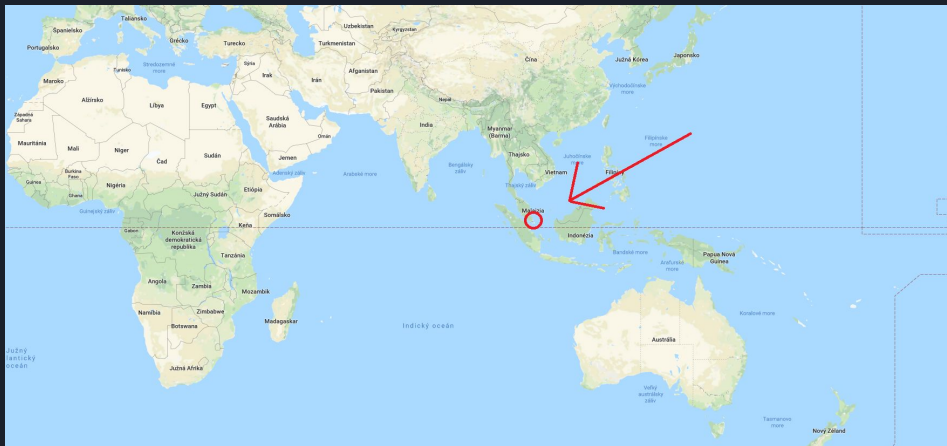 Taliansko
Uzbekistan
Kyrgyzstan
Španielsko
Portugalsko
Grécko
Turecko
Turkmenistan
Čína
Južná Kórea
Japonsko
Stredozemné
more
Tunisko
Sýria
Irak
Irán
Afganistan
Maroko
Pakistan
Východočínske
more
Alžírsko
Líbya
Egypt
Nepál
Západná
Sahara
Saudská
Arábia
India
Myanmar
(Barma)
Omán
Mauritánia
Mali
Niger
Čad
Sudán
Jemen
Thajsko
Juhočínske
more
Filipínske
more
Burkina
Faso
Guinea
Ghana
Nigéria
Adenský záliv
Arabské more
Bengálsky
záliv
Vietnam
Filipíny
Južný Sudán
Etiópia
Thajský záliv
Guinejský záliv
Somálsko
Malajzia
Gabon
Keňa
Konžská
demokratická
republika
Indonézia
Tanzánia
Bandské more
Papua Nová
Guinea
Arafurské
more
Angola
Zambia
Mozambik
Namíbia
Zimbabwe
Madagaskar
Botswana
Indický oceán
Koralové more
Južný
lantický
oceán
Austrália
Južná Afrika
Veľký
austrálsky
záliv
Tasmanovo
more
Nový Zéland